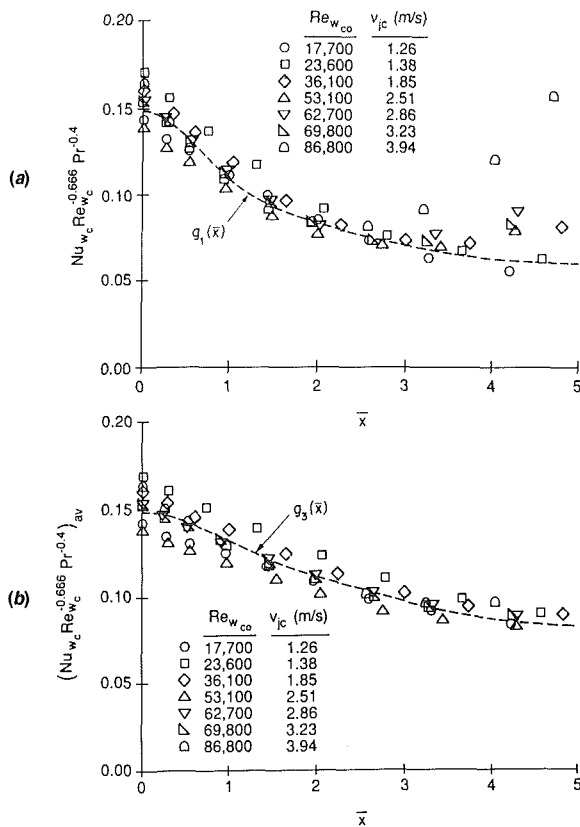 (a)
Nu_{w_c} Re_{w_c}^{-0.666} Pr^{-0.4}
0.20
0.15
0.10
0.05
0.00
Re_{w_{co}} v_{jc} (m/s)
○ 17,700 1.26
□ 23,600 1.38
◇ 36,100 1.85
△ 53,100 2.51
▽ 62,700 2.86
◺ 69,800 3.23
⌓ 86,800 3.94
g_1(x̄)
0 1 2 3 4 5
x̄
(b)
(Nu_{w_c} Re_{w_c}^{-0.666} Pr^{-0.4})_{av}
0.20
0.15
0.10
0.05
0.00
g_3(x̄)
Re_{w_{co}} v_{jc} (m/s)
○ 17,700 1.26
□ 23,600 1.38
◇ 36,100 1.85
△ 53,100 2.51
▽ 62,700 2.86
◺ 69,800 3.23
⌓ 86,800 3.94
0 1 2 3 4 5
x̄